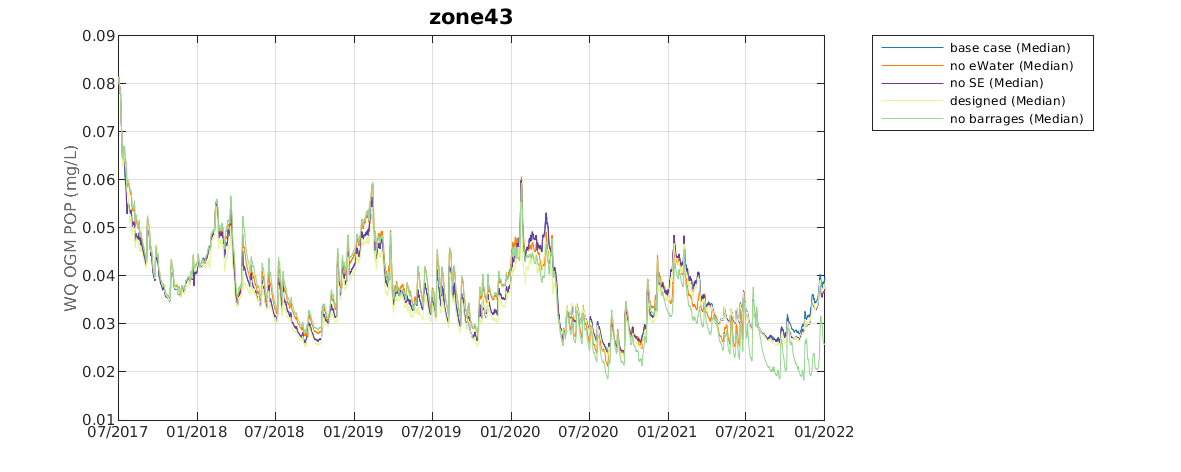 zone43
WQ OGM POP (mg/L)
0.09
0.08
0.07
0.06
0.05
0.04
0.03
0.02
0.01
07/2017 01/2018 07/2018 01/2019 07/2019 01/2020 07/2020 01/2021 07/2021 01/2022
base case (Median)
no eWater (Median)
no SE (Median)
designed (Median)
no barrages (Median)